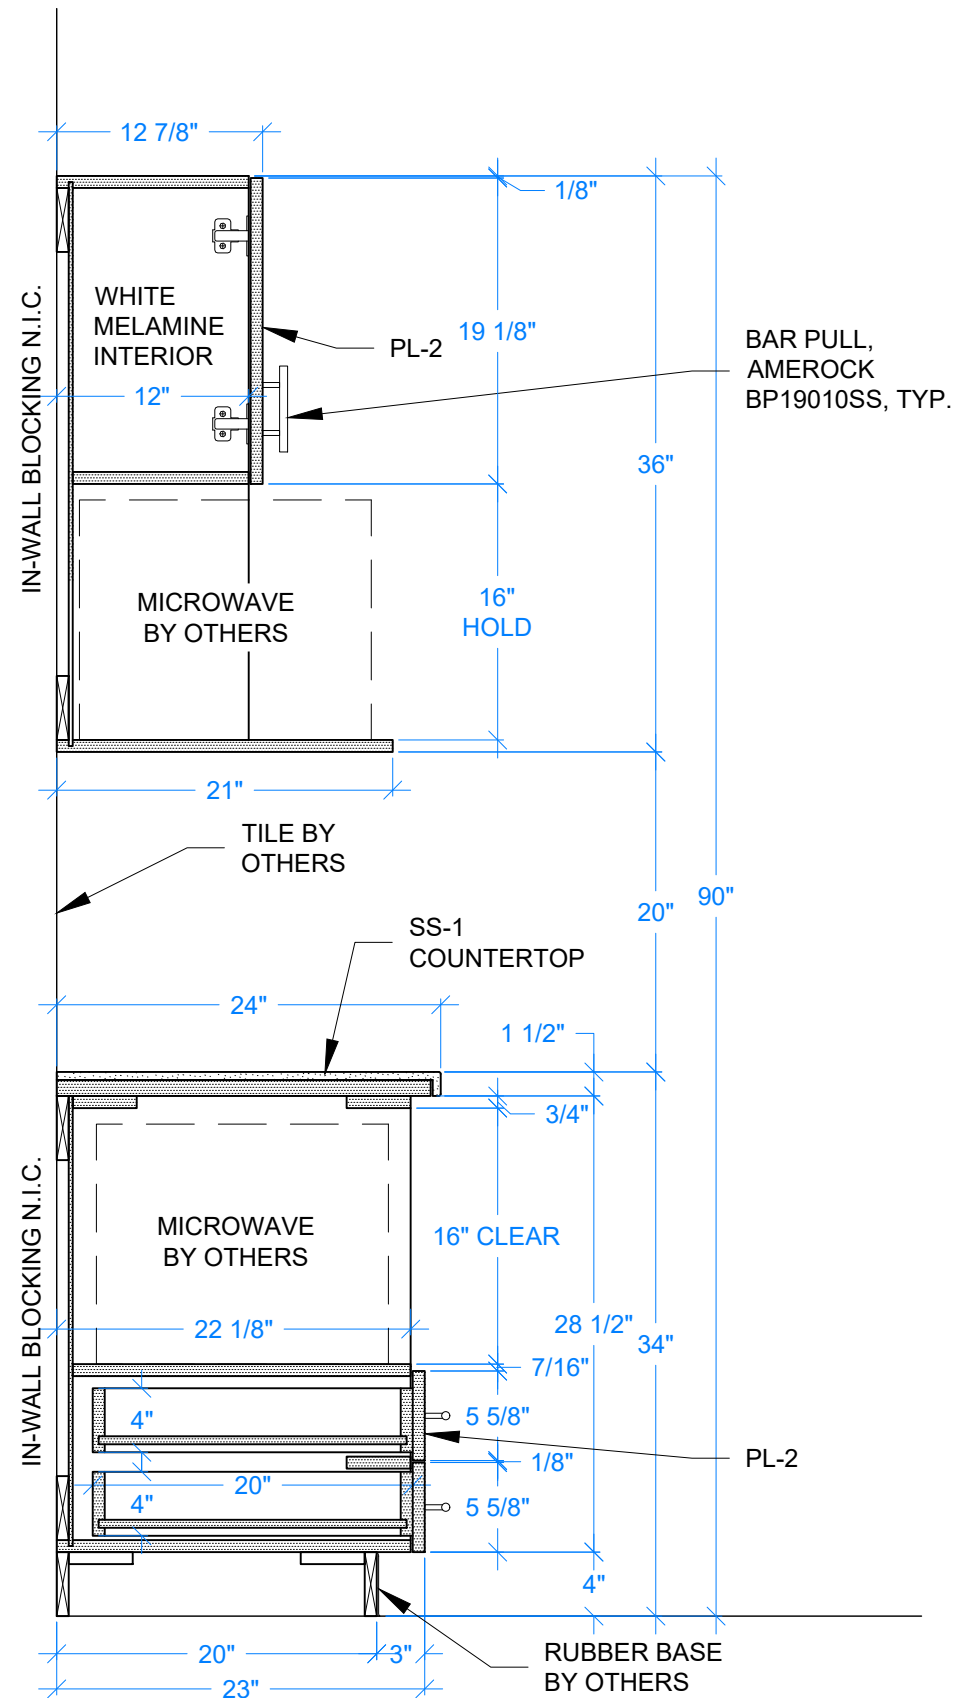 12 7/8"
1/8"
WHITE
MELAMINE
INTERIOR
19 1/8"
PL-2
BAR PULL,
AMEROCK
BP19010SS, TYP.
12"
IN-WALL BLOCKING N.I.C.
36"
MICROWAVE
BY OTHERS
16"
HOLD
21"
TILE BY
OTHERS
90"
20"
SS-1
COUNTERTOP
24"
1 1/2"
3/4"
IN-WALL BLOCKING N.I.C.
MICROWAVE
BY OTHERS
16" CLEAR
22 1/8"
28 1/2"
34"
7/16"
4"
5 5/8"
1/8"
PL-2
20"
4"
5 5/8"
4"
20"
3"
RUBBER BASE
BY OTHERS
23"